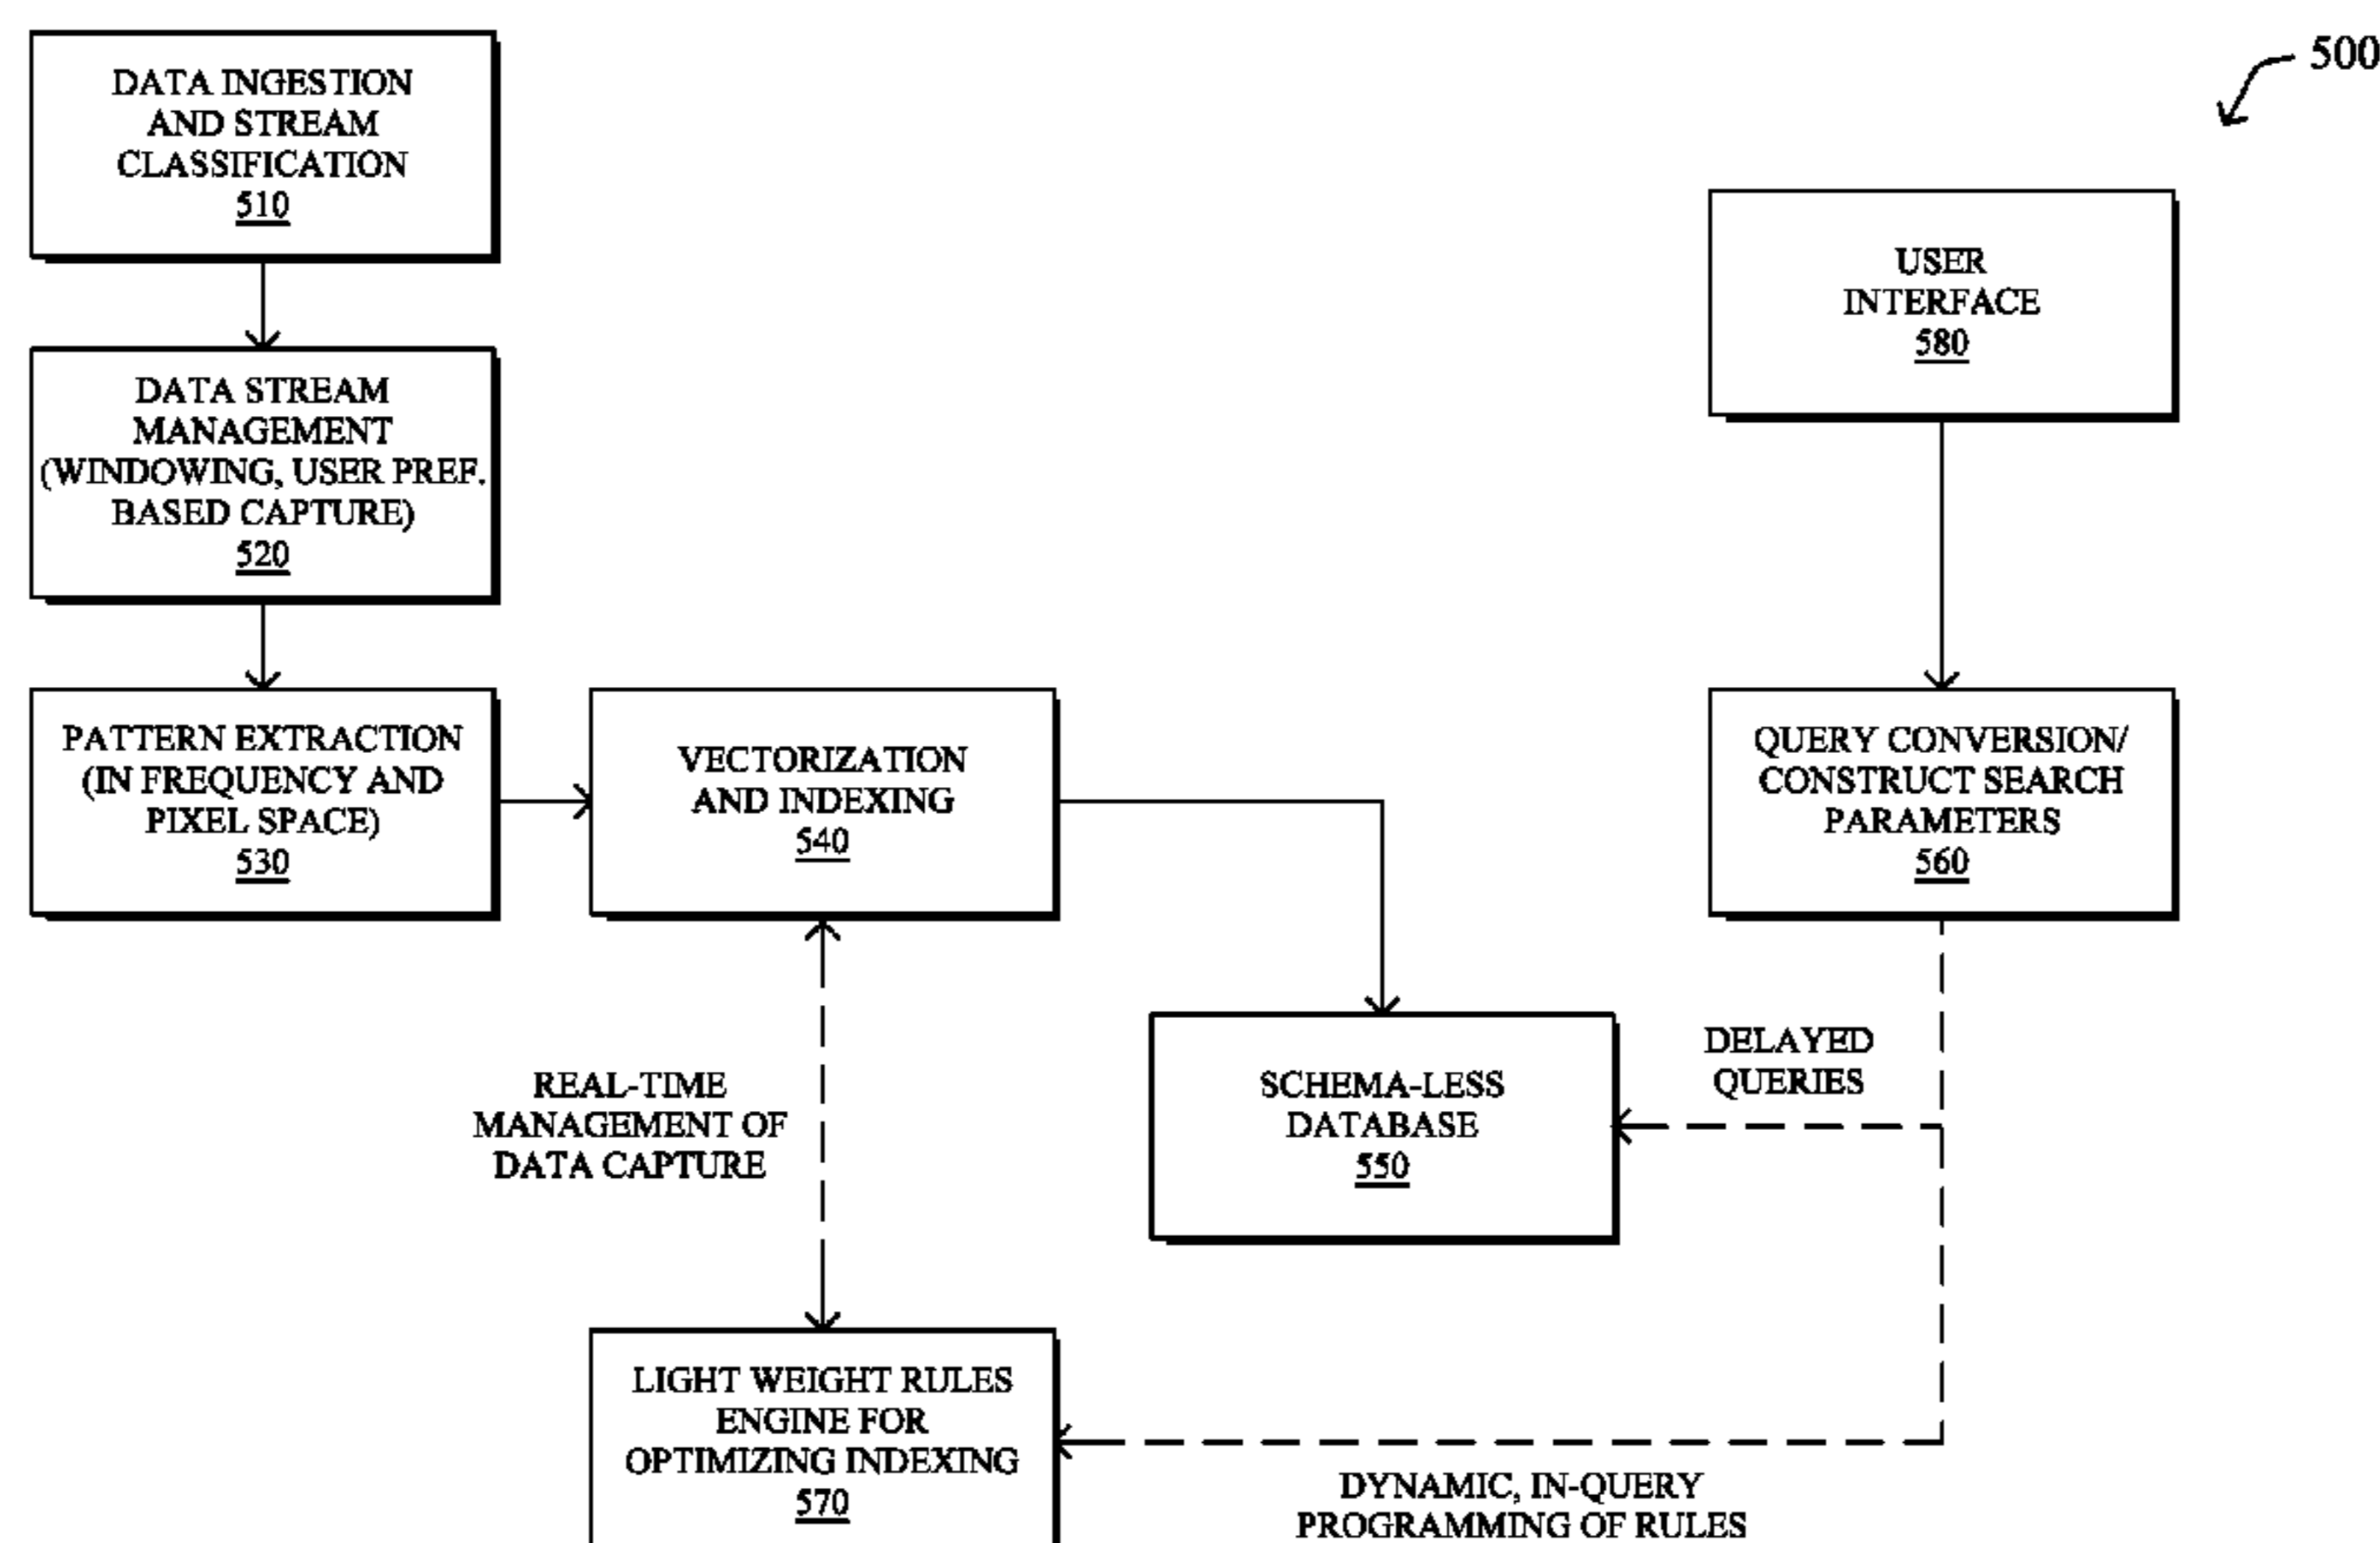 500
DATA INGESTION
AND STREAM
CLASSIFICATION
510
DATA STREAM
MANAGEMENT
(WINDOWING, USER PREF.
BASED CAPTURE)
520
PATTERN EXTRACTION
(IN FREQUENCY AND
PIXEL SPACE)
530
VECTORIZATION
AND INDEXING
540
USER
INTERFACE
580
QUERY CONVERSION/
CONSTRUCT SEARCH
PARAMETERS
560
REAL-TIME
MANAGEMENT OF
DATA CAPTURE
SCHEMA-LESS
DATABASE
550
DELAYED
QUERIES
LIGHT WEIGHT RULES
ENGINE FOR
OPTIMIZING INDEXING
570
DYNAMIC, IN-QUERY
PROGRAMMING OF RULES